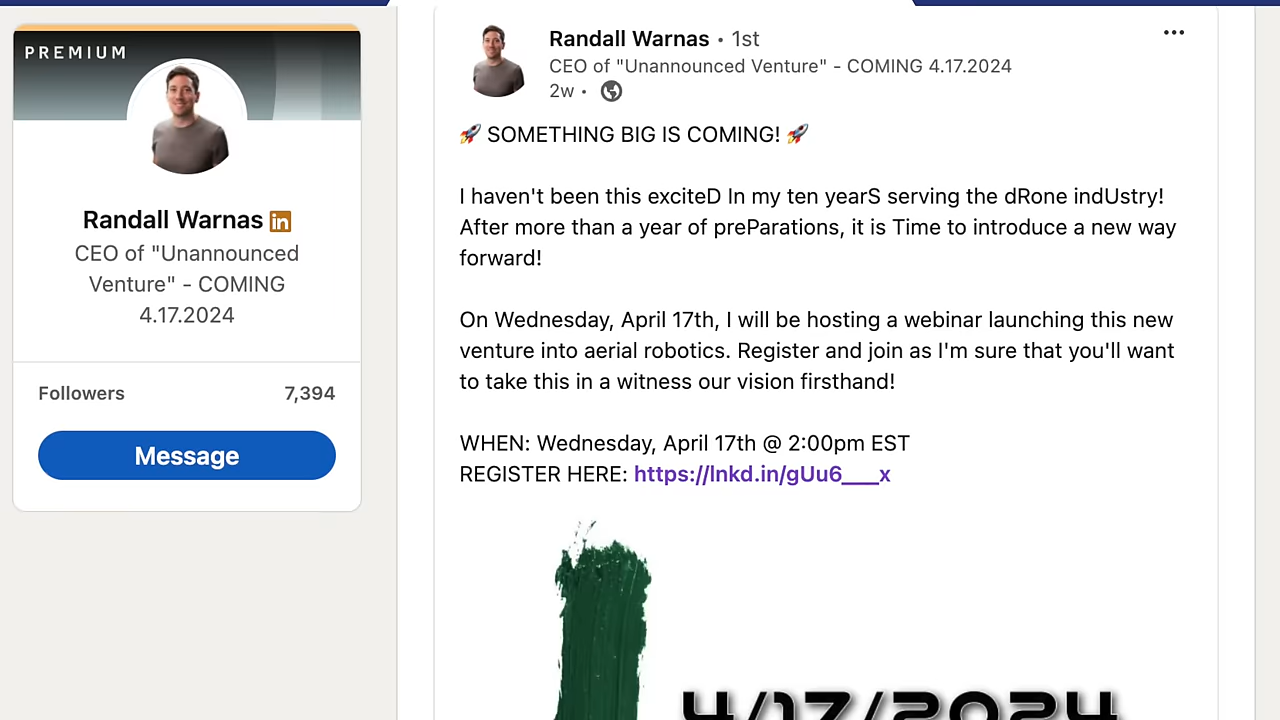 PREMIUM
Randall Warnas in
CEO of "Unannounced
Venture" - COMING
4.17.2024
Followers 7,394
Message
Randall Warnas • 1st
CEO of "Unannounced Venture" - COMING 4.17.2024
2w •
🚀 SOMETHING BIG IS COMING! 🚀
I haven't been this exciteD In my ten yearS serving the dRone indUstry!
After more than a year of preParations, it is Time to introduce a new way
forward!
On Wednesday, April 17th, I will be hosting a webinar launching this new
venture into aerial robotics. Register and join as I'm sure that you'll want
to take this in a witness our vision firsthand!
WHEN: Wednesday, April 17th @ 2:00pm EST
REGISTER HERE: https://lnkd.in/gUu6___x
4/17/2024